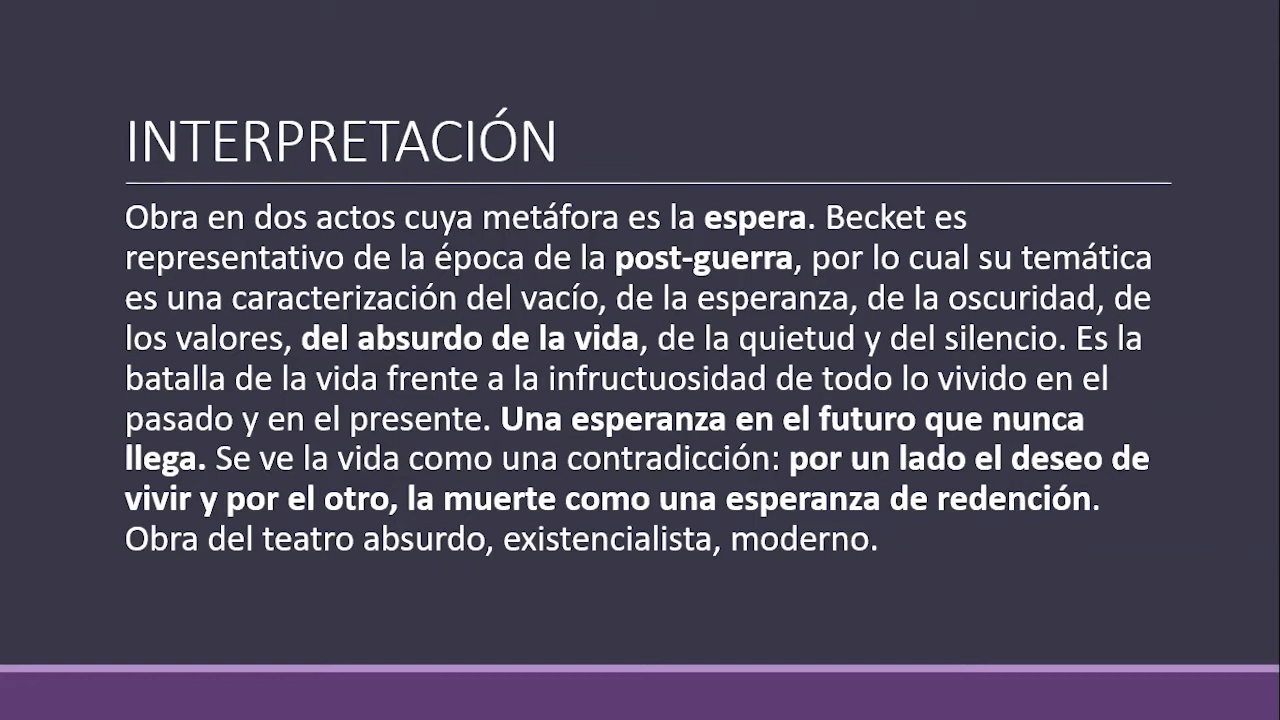 INTERPRETACIÓN
Obra en dos actos cuya metáfora es la espera. Becket es
representativo de la época de la post-guerra, por lo cual su temática
es una caracterización del vacío, de la esperanza, de la oscuridad, de
los valores, del absurdo de la vida, de la quietud y del silencio. Es la
batalla de la vida frente a la infructuosidad de todo lo vivido en el
pasado y en el presente. Una esperanza en el futuro que nunca
llega. Se ve la vida como una contradicción: por un lado el deseo de
vivir y por el otro, la muerte como una esperanza de redención.
Obra del teatro absurdo, existencialista, moderno.